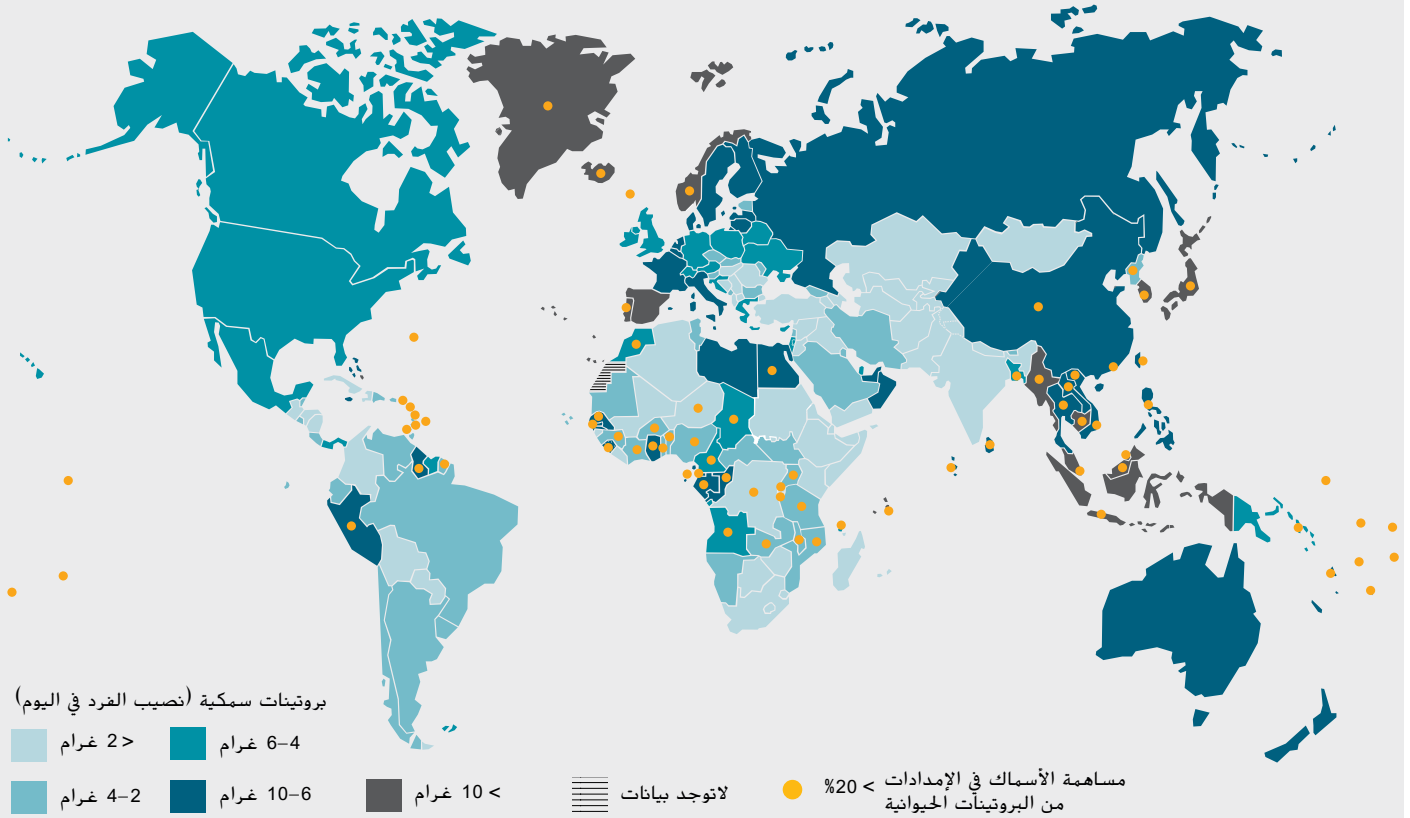 بروتينات سمكية (نصيب الفرد في اليوم)
< 2 غرام
4–6 غرام
2–4 غرام
6–10 غرام
> 10 غرام
لاتوجد بيانات
مساهمة الأسماك في الإمدادات > 20%
من البروتينات الحيوانية